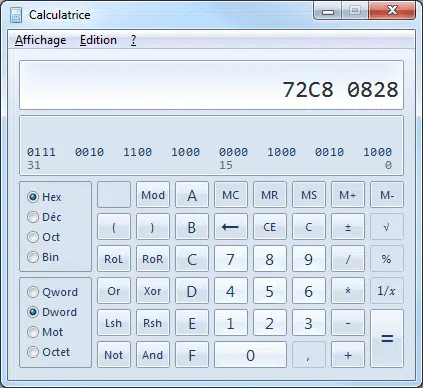 Calculatrice
Affichage Edition ?
72C8 0828
0111 0010 1100 1000 0000 1000 0010 1000
31 15 0
Hex Mod A MC MR MS M+ M-
Déc ( ) B ← CE C ± √
Oct
Bin RoL RoR C 7 8 9 / %
Qword Or Xor D 4 5 6 * 1/x
Dword
Mot Lsh Rsh E 1 2 3 - =
Octet Not And F 0 , +